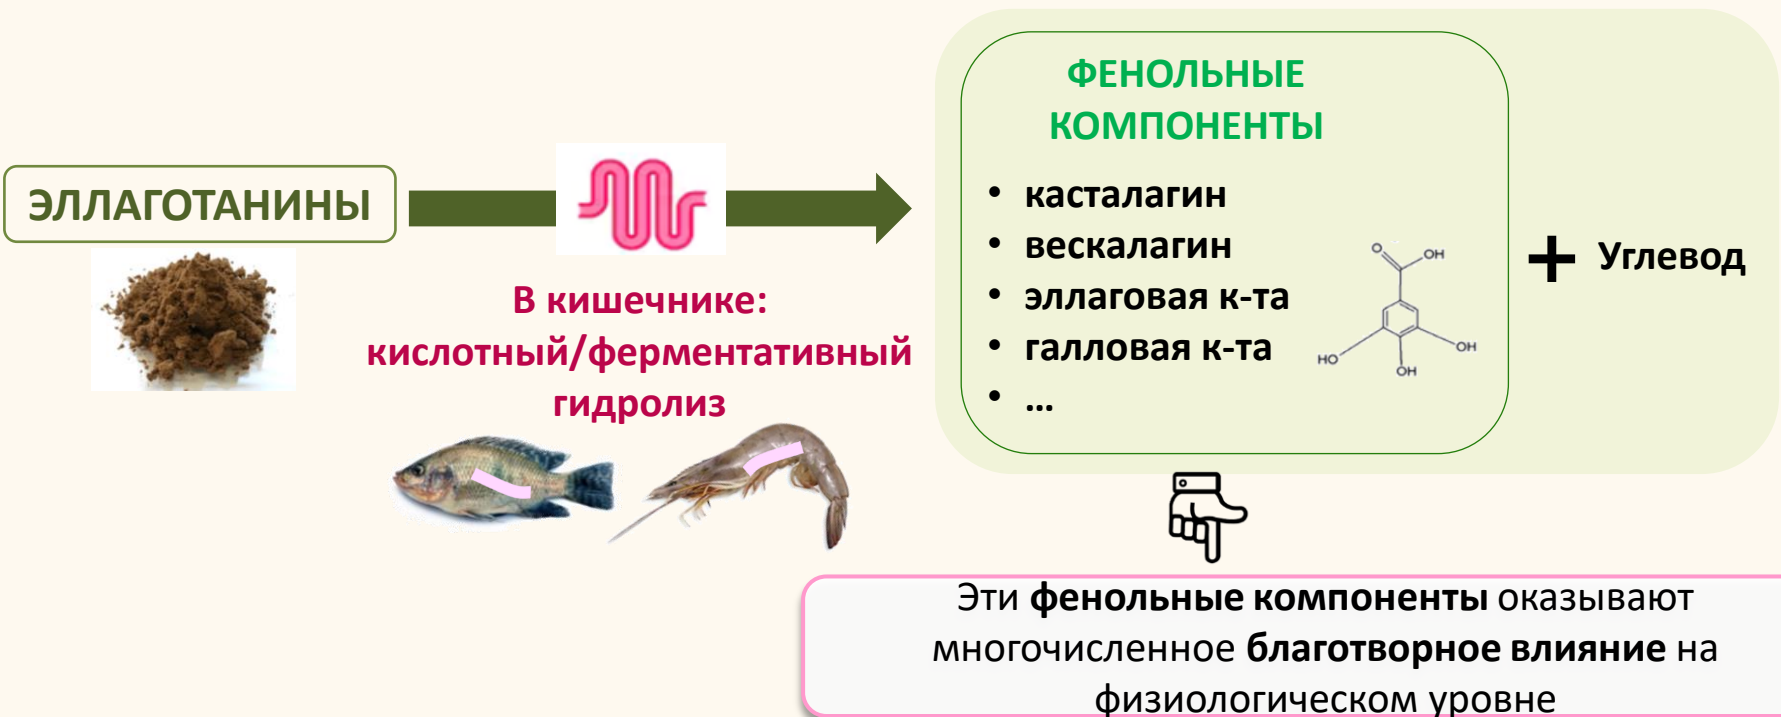 ЭЛЛАГОТАНИНЫ
В кишечнике:
кислотный/ферментативный
гидролиз
ФЕНОЛЬНЫЕ
КОМПОНЕНТЫ
• касталагин
• вескалагин
• эллаговая к-та
• галловая к-та
• ...
O
OH
HO
OH
OH
+ Углевод
Эти фенольные компоненты оказывают
многочисленное благотворное влияние на
физиологическом уровне